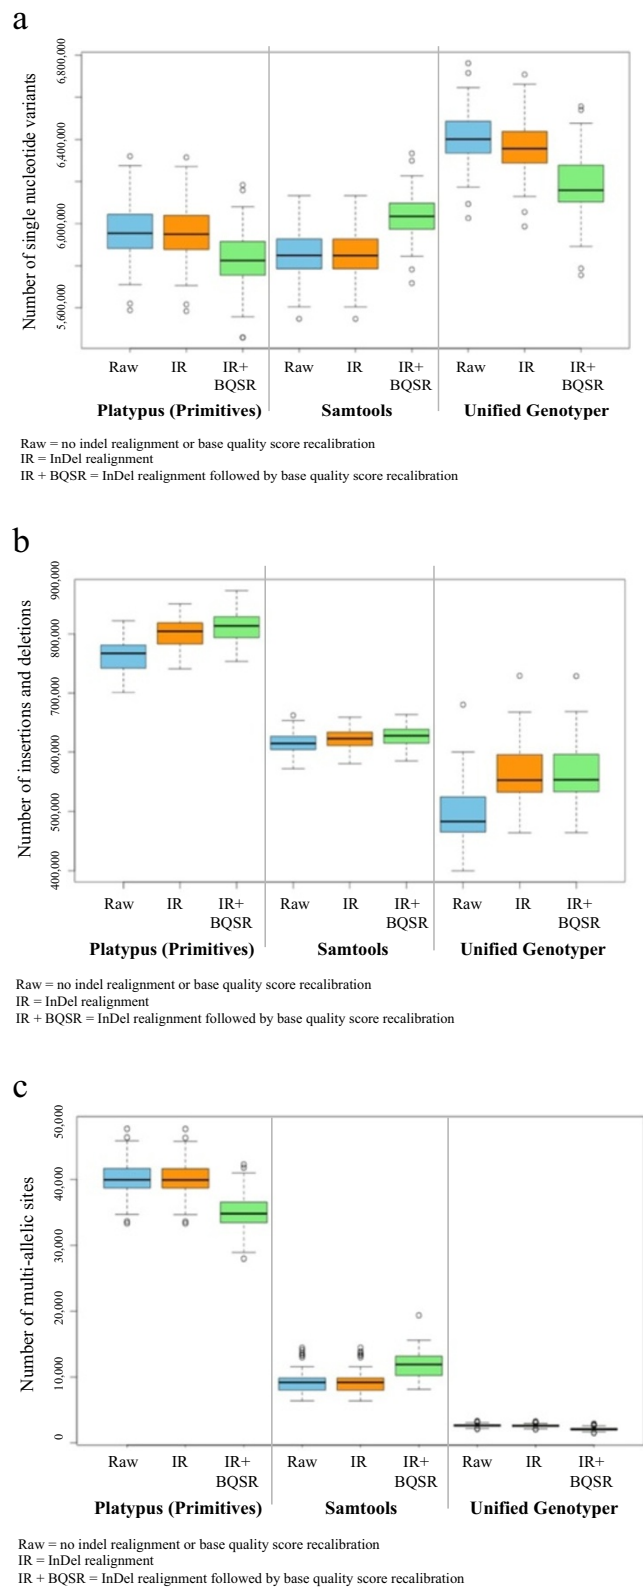 a
Number of single nucleotide variants
6,800,000
6,400,000
6,000,000
5,600,000
Raw IR IR+ BQSR Raw IR IR+ BQSR Raw IR IR+ BQSR
Platypus (Primitives) Samtools Unified Genotyper
Raw = no indel realignment or base quality score recalibration
IR = InDel realignment
IR + BQSR = InDel realignment followed by base quality score recalibration
b
Number of insertions and deletions
900,000
800,000
700,000
600,000
500,000
400,000
Raw IR IR+ BQSR Raw IR IR+ BQSR Raw IR IR+ BQSR
Platypus (Primitives) Samtools Unified Genotyper
Raw = no indel realignment or base quality score recalibration
IR = InDel realignment
IR + BQSR = InDel realignment followed by base quality score recalibration
c
Number of multi-allelic sites
50,000
40,000
30,000
20,000
10,000
0
Raw IR IR+ BQSR Raw IR IR+ BQSR Raw IR IR+ BQSR
Platypus (Primitives) Samtools Unified Genotyper
Raw = no indel realignment or base quality score recalibration
IR = InDel realignment
IR + BQSR = InDel realignment followed by base quality score recalibration